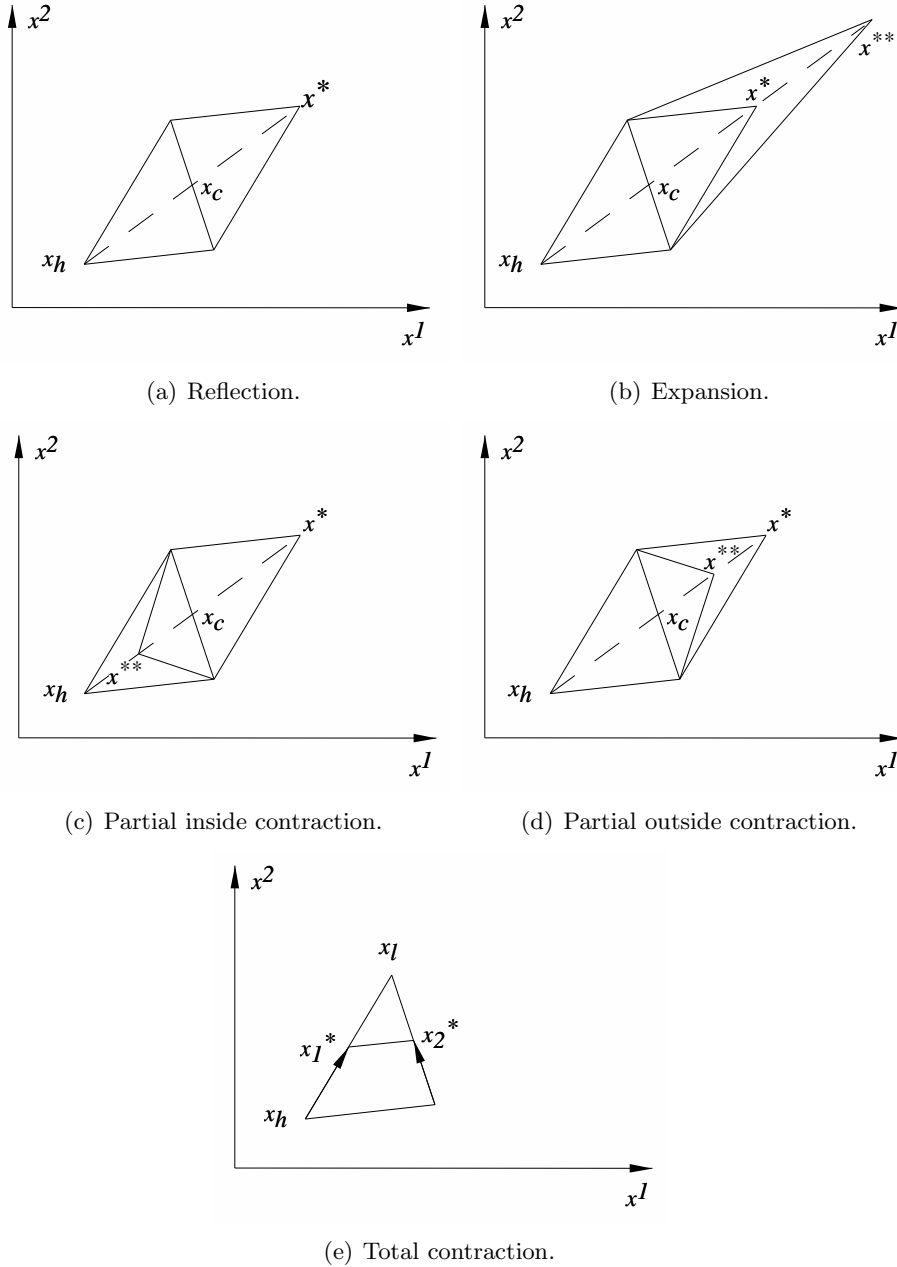 x2
x*
xc
xh
x1
(a) Reflection.
x2
x**
x*
xc
xh
x1
(b) Expansion.
x2
x*
xc
x**
xh
x1
(c) Partial inside contraction.
x2
x*
x**
xc
xh
x1
(d) Partial outside contraction.
x2
xl
x1*
x2*
xh
x1
(e) Total contraction.